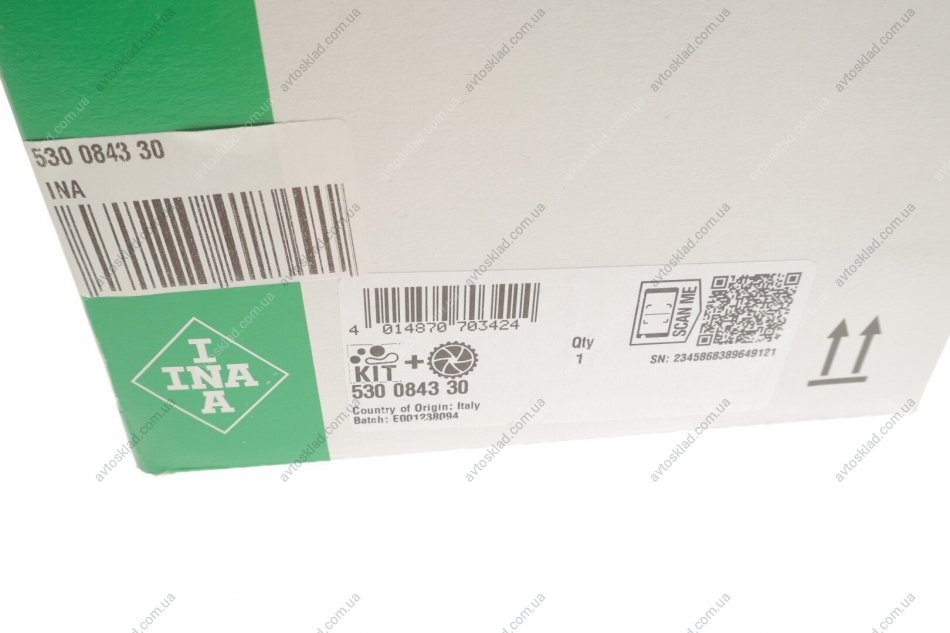 530 0843 30
INA
I
INA
A
4 014870 703424
KIT +
530 0843 30
Country of Origin: Italy
Batch: E001238094
Qty
1
SCAN ME
SN: 2345868389649121
avtosklad.com.ua